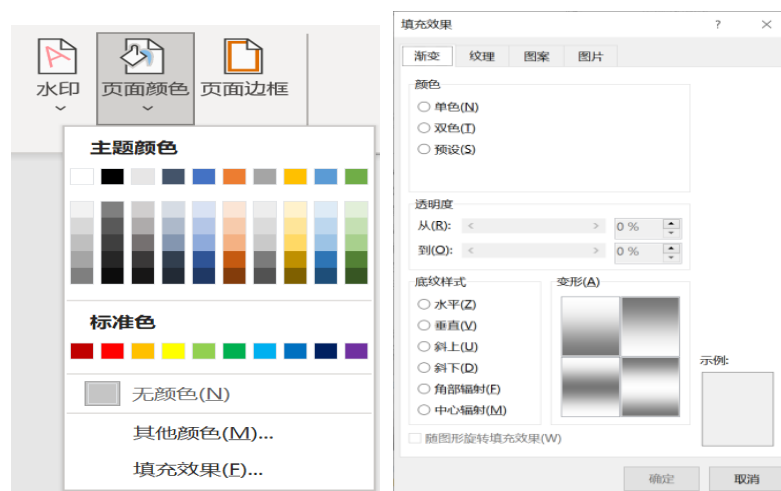 水印
页面颜色
页面边框
主题颜色
标准色
无颜色(N)
其他颜色(M)...
填充效果(F)...
填充效果
?
×
渐变
纹理
图案
图片
颜色
单色(N)
双色(T)
预设(S)
透明度
从(R):
0 %
到(O):
0 %
底纹样式
水平(Z)
垂直(V)
斜上(U)
斜下(D)
角部辐射(F)
中心辐射(M)
变形(A)
示例:
随图形旋转填充效果(W)
确定
取消